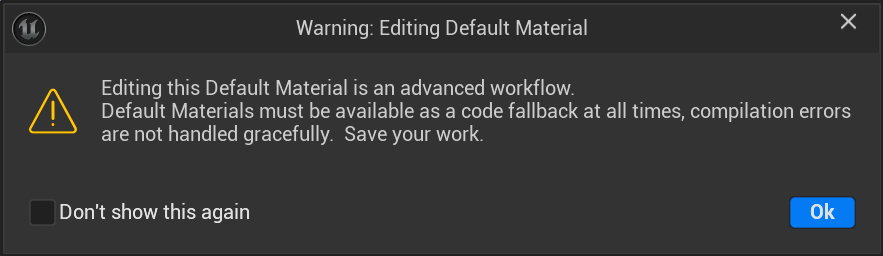 Warning: Editing Default Material
Editing this Default Material is an advanced workflow.
Default Materials must be available as a code fallback at all times, compilation errors
are not handled gracefully.  Save your work.
Don't show this again
Ok